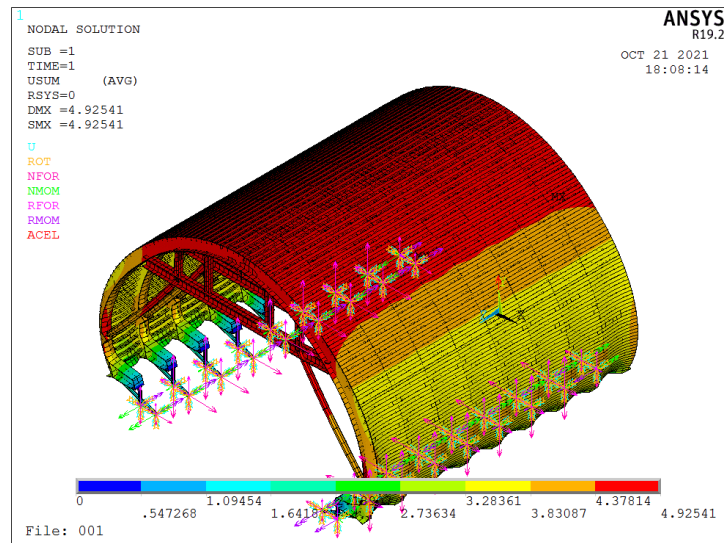 1
ANSYS
R19.2
NODAL SOLUTION
SUB =1
TIME=1
USUM (AVG)
RSYS=0
DMX =4.92541
SMX =4.92541
OCT 21 2021
18:08:14
U
ROT
NFOR
NMOM
RFOR
RMOM
ACEL
MX
0 1.09454 3.28361 4.37814
.547268 2.73634 3.83087 4.92541
File: 001